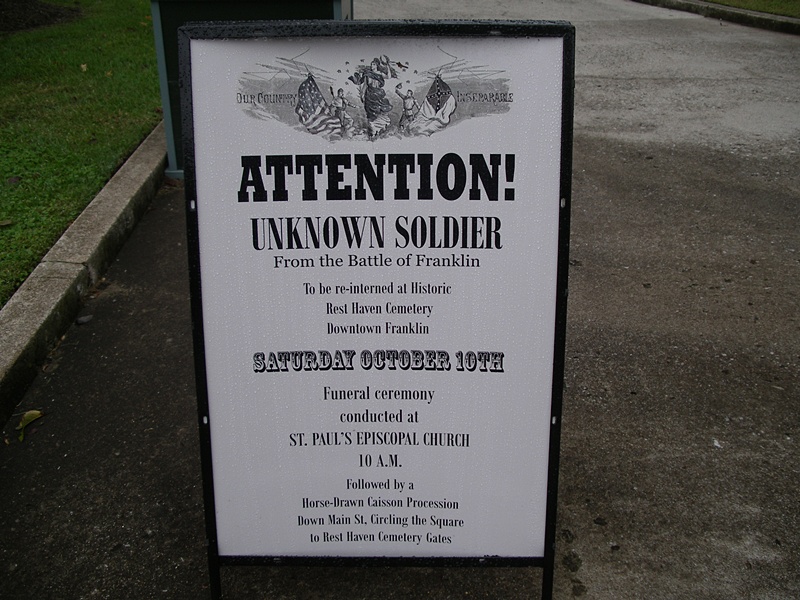 OUR COUNTRY INSEPARABLE
ATTENTION!
UNKNOWN SOLDIER
From the Battle of Franklin
To be re-interned at Historic
Rest Haven Cemetery
Downtown Franklin
SATURDAY OCTOBER 10TH
Funeral ceremony
conducted at
ST. PAUL'S EPISCOPAL CHURCH
10 A.M.
Followed by a
Horse-Drawn Caisson Procession
Down Main St, Circling the Square
to Rest Haven Cemetery Gates